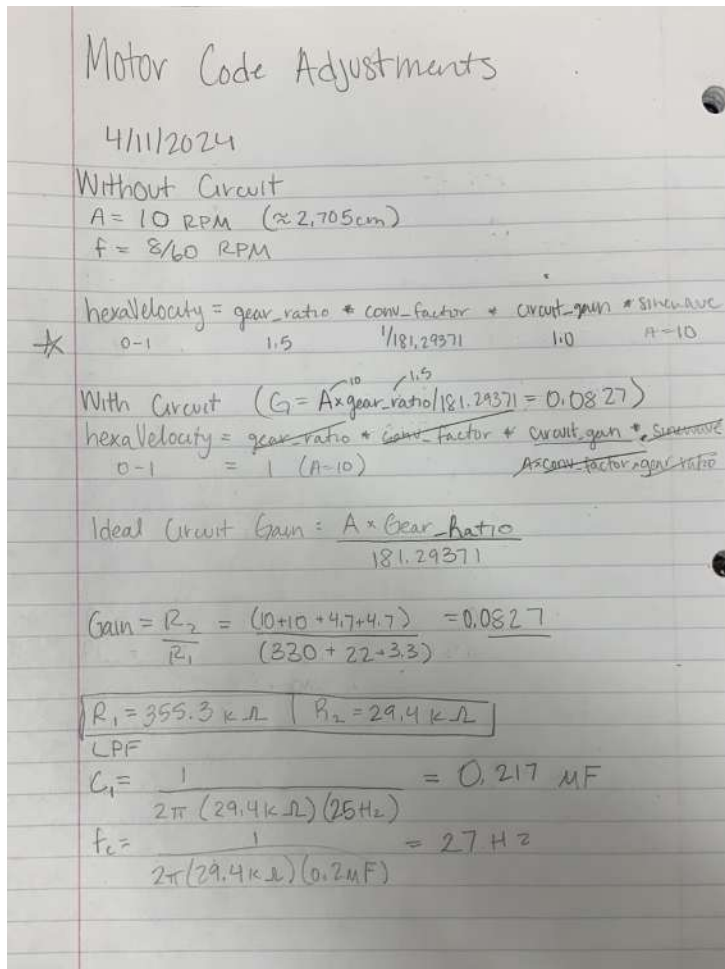 Motor Code Adjustments
4/11/2024
Without Circuit
A = 10 RPM (≈ 2,705cm)
f = 8/60 RPM
hexaVelocity = gear_ratio * conv_factor * circuit_gain * sinewave
0-1 1.5 1/181,29371 1.0 A-10
10 1.5
With Circuit (G = A×gear_ratio/181.29371 = 0.0827)
hexaVelocity = gear_ratio * conv_factor * circuit_gain * sinewave
0-1 = 1 (A-10) A×conv_factor×gear_ratio
Ideal Circuit Gain = A × Gear_Ratio
181.29371
Gain = R₂ = (10+10+4.7+4.7) = 0.0827
R₁ (330 + 22+3.3)
R₁ = 355.3 kΩ | R₂ = 29.4 kΩ
LPF
C₁ = 1 = 0.217 μF
2π (29.4kΩ)(25Hz)
fc = 1 = 27 Hz
2π(29.4kΩ)(0.2μF)